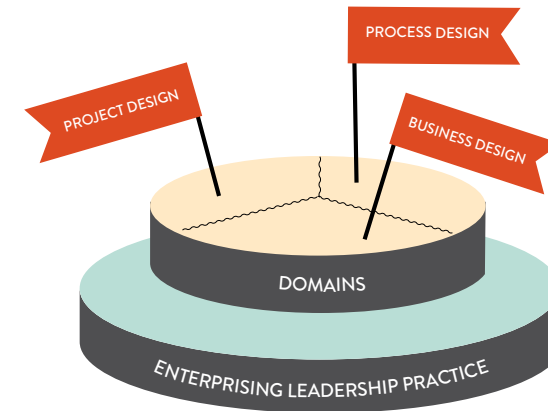 PROCESS DESIGN
PROJECT DESIGN
BUSINESS DESIGN
DOMAINS
ENTERPRISING LEADERSHIP PRACTICE